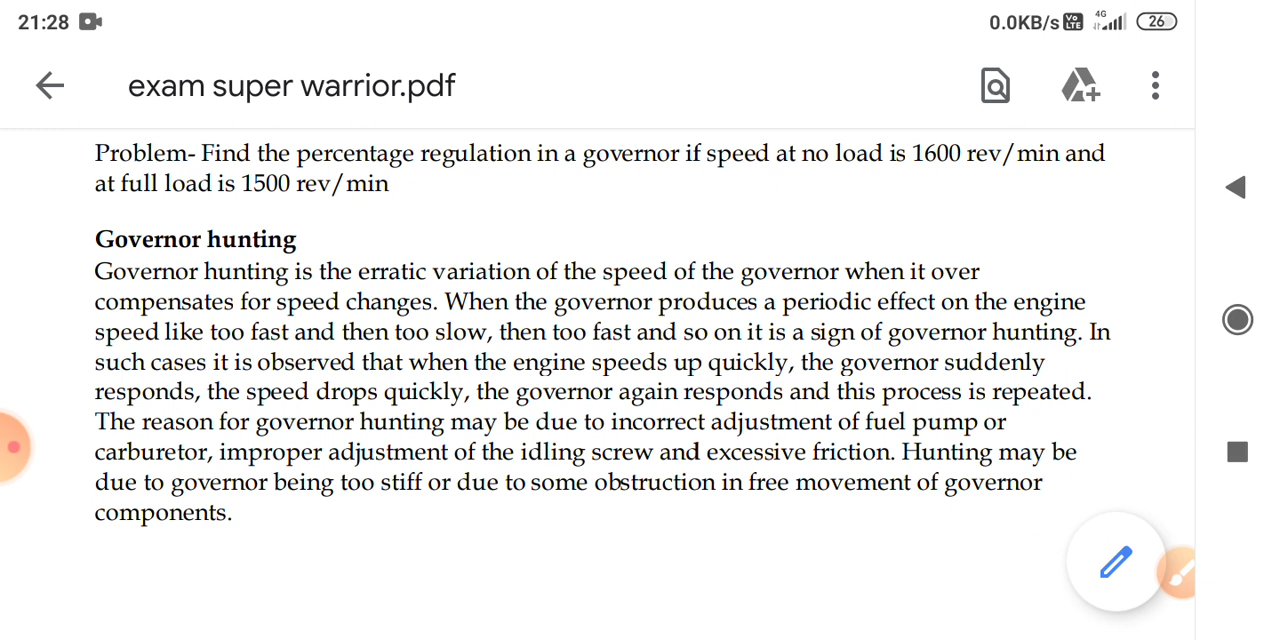 21:28
0.0KB/s Vo LTE 4G 26
exam super warrior.pdf
Problem- Find the percentage regulation in a governor if speed at no load is 1600 rev/min and
at full load is 1500 rev/min
Governor hunting
Governor hunting is the erratic variation of the speed of the governor when it over
compensates for speed changes. When the governor produces a periodic effect on the engine
speed like too fast and then too slow, then too fast and so on it is a sign of governor hunting. In
such cases it is observed that when the engine speeds up quickly, the governor suddenly
responds, the speed drops quickly, the governor again responds and this process is repeated.
The reason for governor hunting may be due to incorrect adjustment of fuel pump or
carburetor, improper adjustment of the idling screw and excessive friction. Hunting may be
due to governor being too stiff or due to some obstruction in free movement of governor
components.